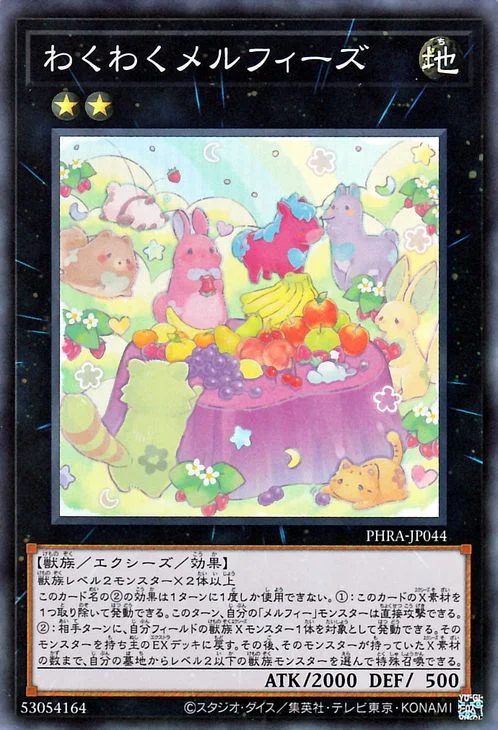 わくわくメルフィーズ
地
PHRA-JP044
【獣族／エクシーズ／効果】
獣族レベル２モンスター×２体以上
このカード名の②の効果は１ターンに１度しか使用できない。①：このカードのX素材を
１つ取り除いて発動できる。このターン、自分の「メルフィー」モンスターは直接攻撃できる。
②：相手ターンに、自分フィールドの獣族Xモンスター１体を対象として発動できる。その
モンスターを持ち主のEXデッキに戻す。その後、そのモンスターが持っていたX素材
の数まで、自分の墓地からレベル２以下の獣族モンスターを選んで特殊召喚できる。
ATK/2000 DEF/ 500
53054164
©スタジオ・ダイス／集英社・テレビ東京・KONAMI